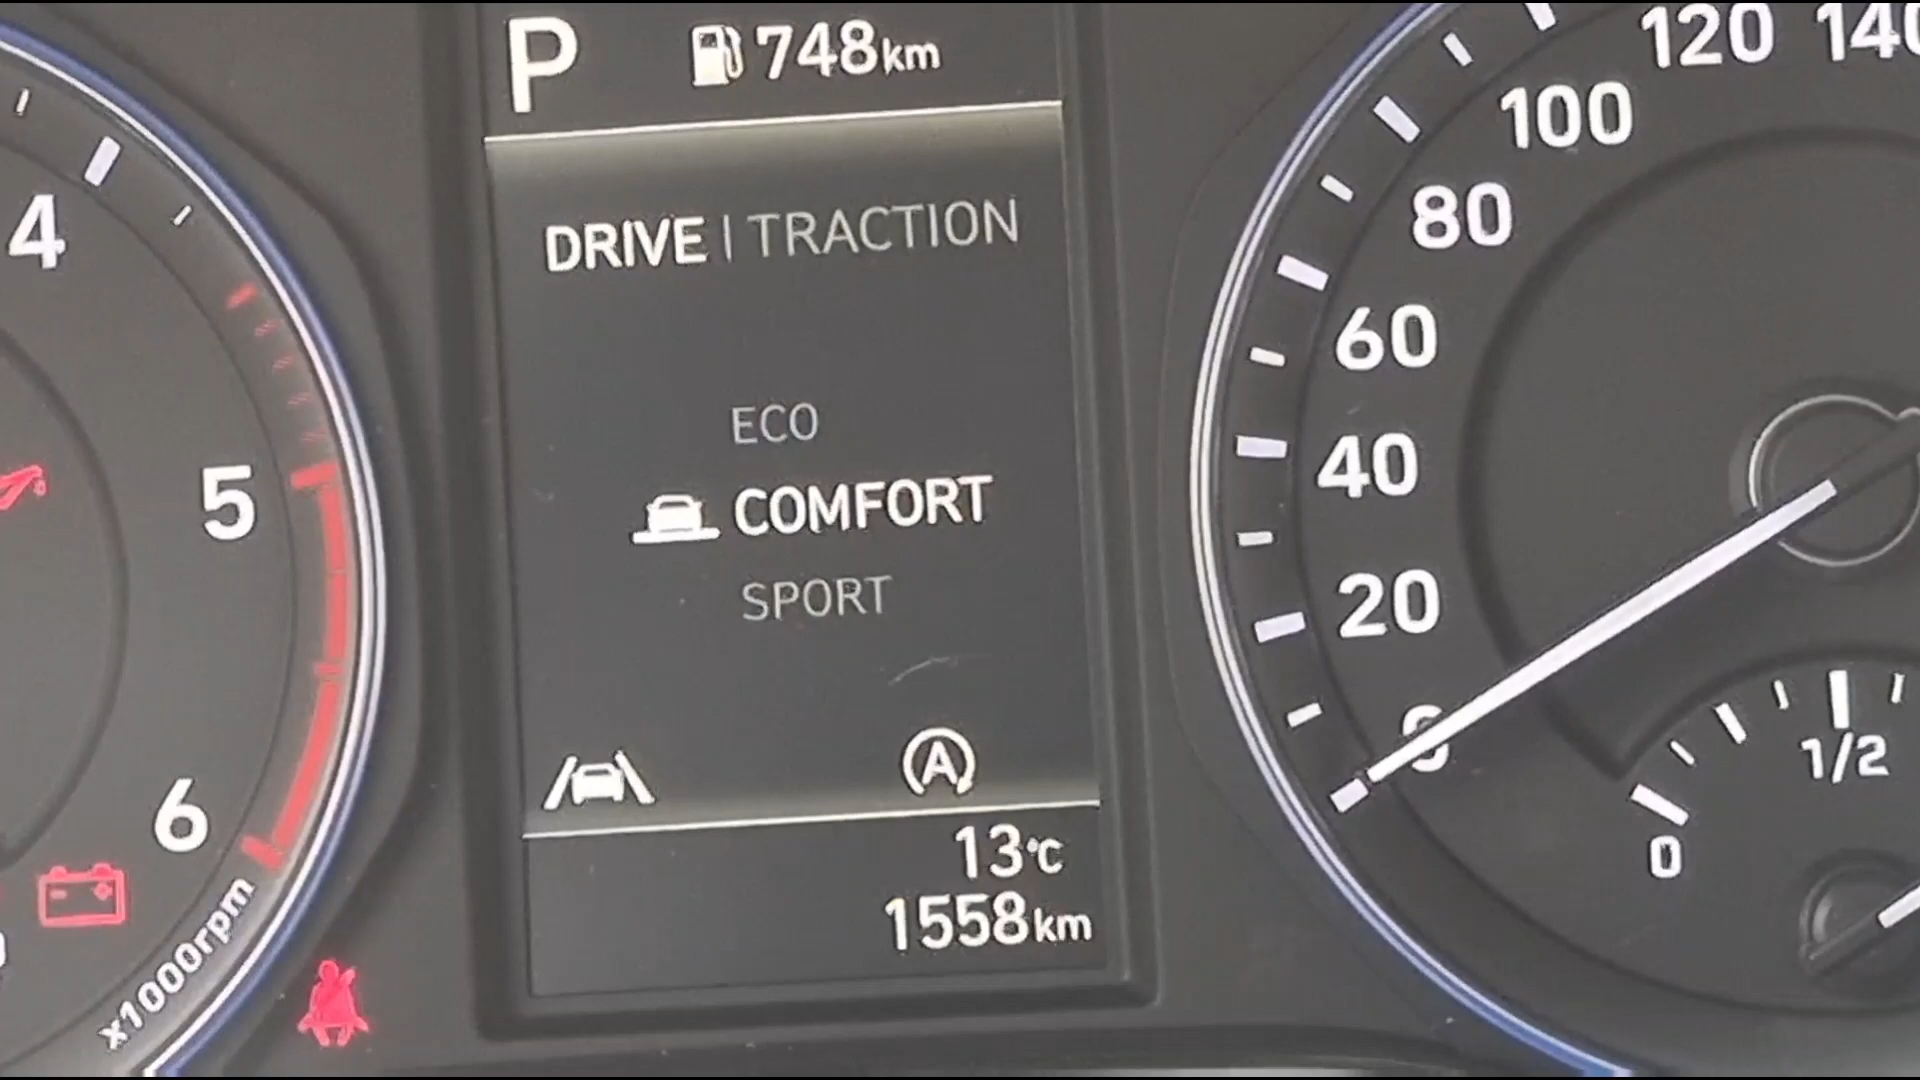 P 748km
DRIVE | TRACTION
ECO
COMFORT
SPORT
A
13°C
1558km
4
5
6
x1000rpm
120
100
80
60
40
20
0
1/2
0